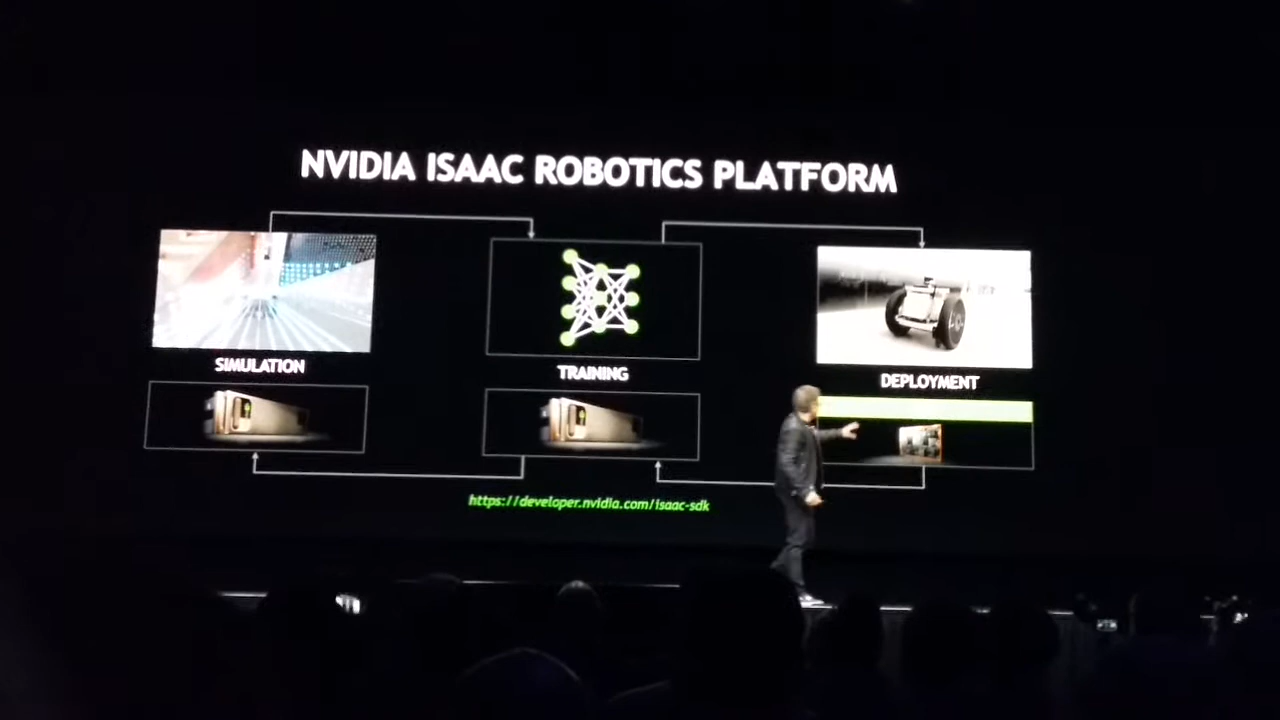 NVIDIA ISAAC ROBOTICS PLATFORM
SIMULATION
TRAINING
DEPLOYMENT
https://developer.nvidia.com/isaac-sdk